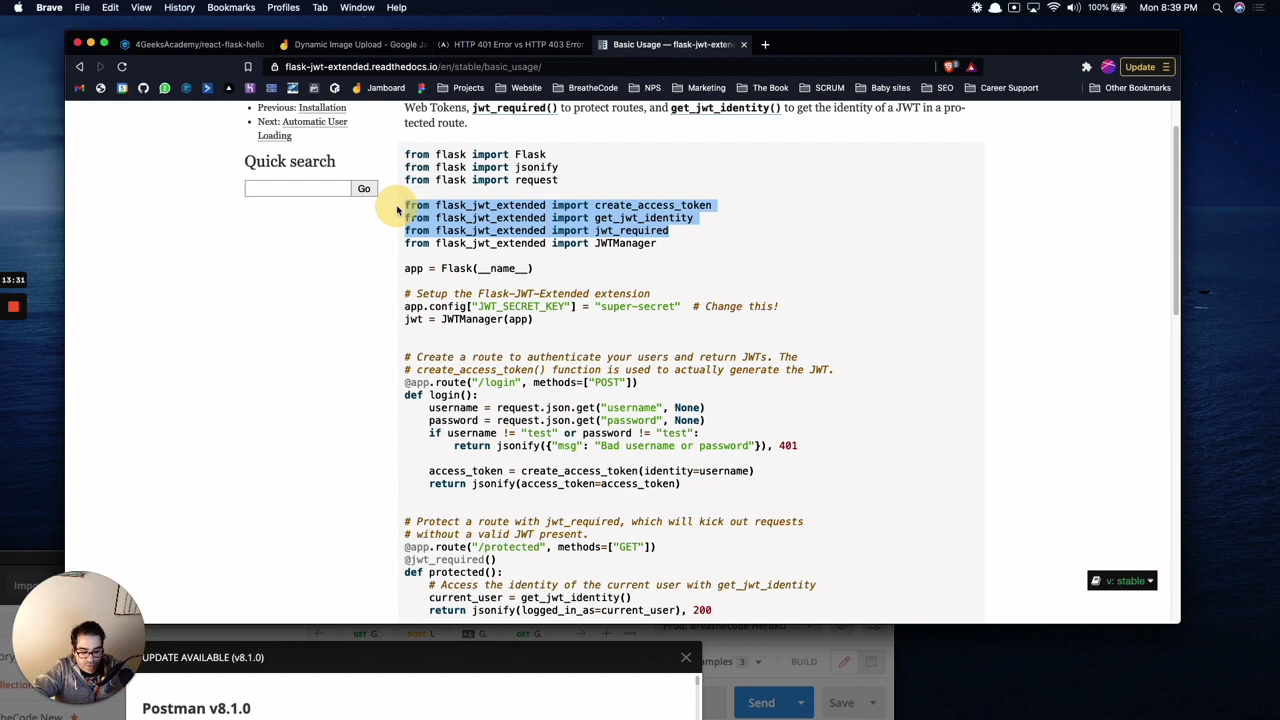 Brave File Edit View History Bookmarks Profiles Tab Window Help 100% Mon 8:39 PM
4GeeksAcademy/react-flask-hello
Dynamic Image Upload - Google Ja
HTTP 401 Error vs HTTP 403 Error
Basic Usage — flask-jwt-exten
flask-jwt-extended.readthedocs.io/en/stable/basic_usage/
Update
Jamboard Projects Website BreatheCode NPS Marketing The Book SCRUM Baby sites SEO Career Support Other Bookmarks
Previous: Installation
Next: Automatic User
Loading
Quick search
Go
Web Tokens, jwt_required() to protect routes, and get_jwt_identity() to get the identity of a JWT in a pro-
tected route.
from flask import Flask
from flask import jsonify
from flask import request
from flask_jwt_extended import create_access_token
from flask_jwt_extended import get_jwt_identity
from flask_jwt_extended import jwt_required
from flask_jwt_extended import JWTManager
app = Flask(__name__)
# Setup the Flask-JWT-Extended extension
app.config["JWT_SECRET_KEY"] = "super-secret"  # Change this!
jwt = JWTManager(app)
# Create a route to authenticate your users and return JWTs. The
# create_access_token() function is used to actually generate the JWT.
@app.route("/login", methods=["POST"])
def login():
    username = request.json.get("username", None)
    password = request.json.get("password", None)
    if username != "test" or password != "test":
        return jsonify({"msg": "Bad username or password"}), 401
    access_token = create_access_token(identity=username)
    return jsonify(access_token=access_token)
# Protect a route with jwt_required, which will kick out requests
# without a valid JWT present.
@app.route("/protected", methods=["GET"])
@jwt_required()
def protected():
    # Access the identity of the current user with get_jwt_identity
    current_user = get_jwt_identity()
    return jsonify(logged_in_as=current_user), 200
v: stable
13:31
Impo
GET G.
POST
G.
GET G.
UPDATE AVAILABLE (v8.1.0)
Postman v8.1.0
amples 3
BUILD
Send
Save